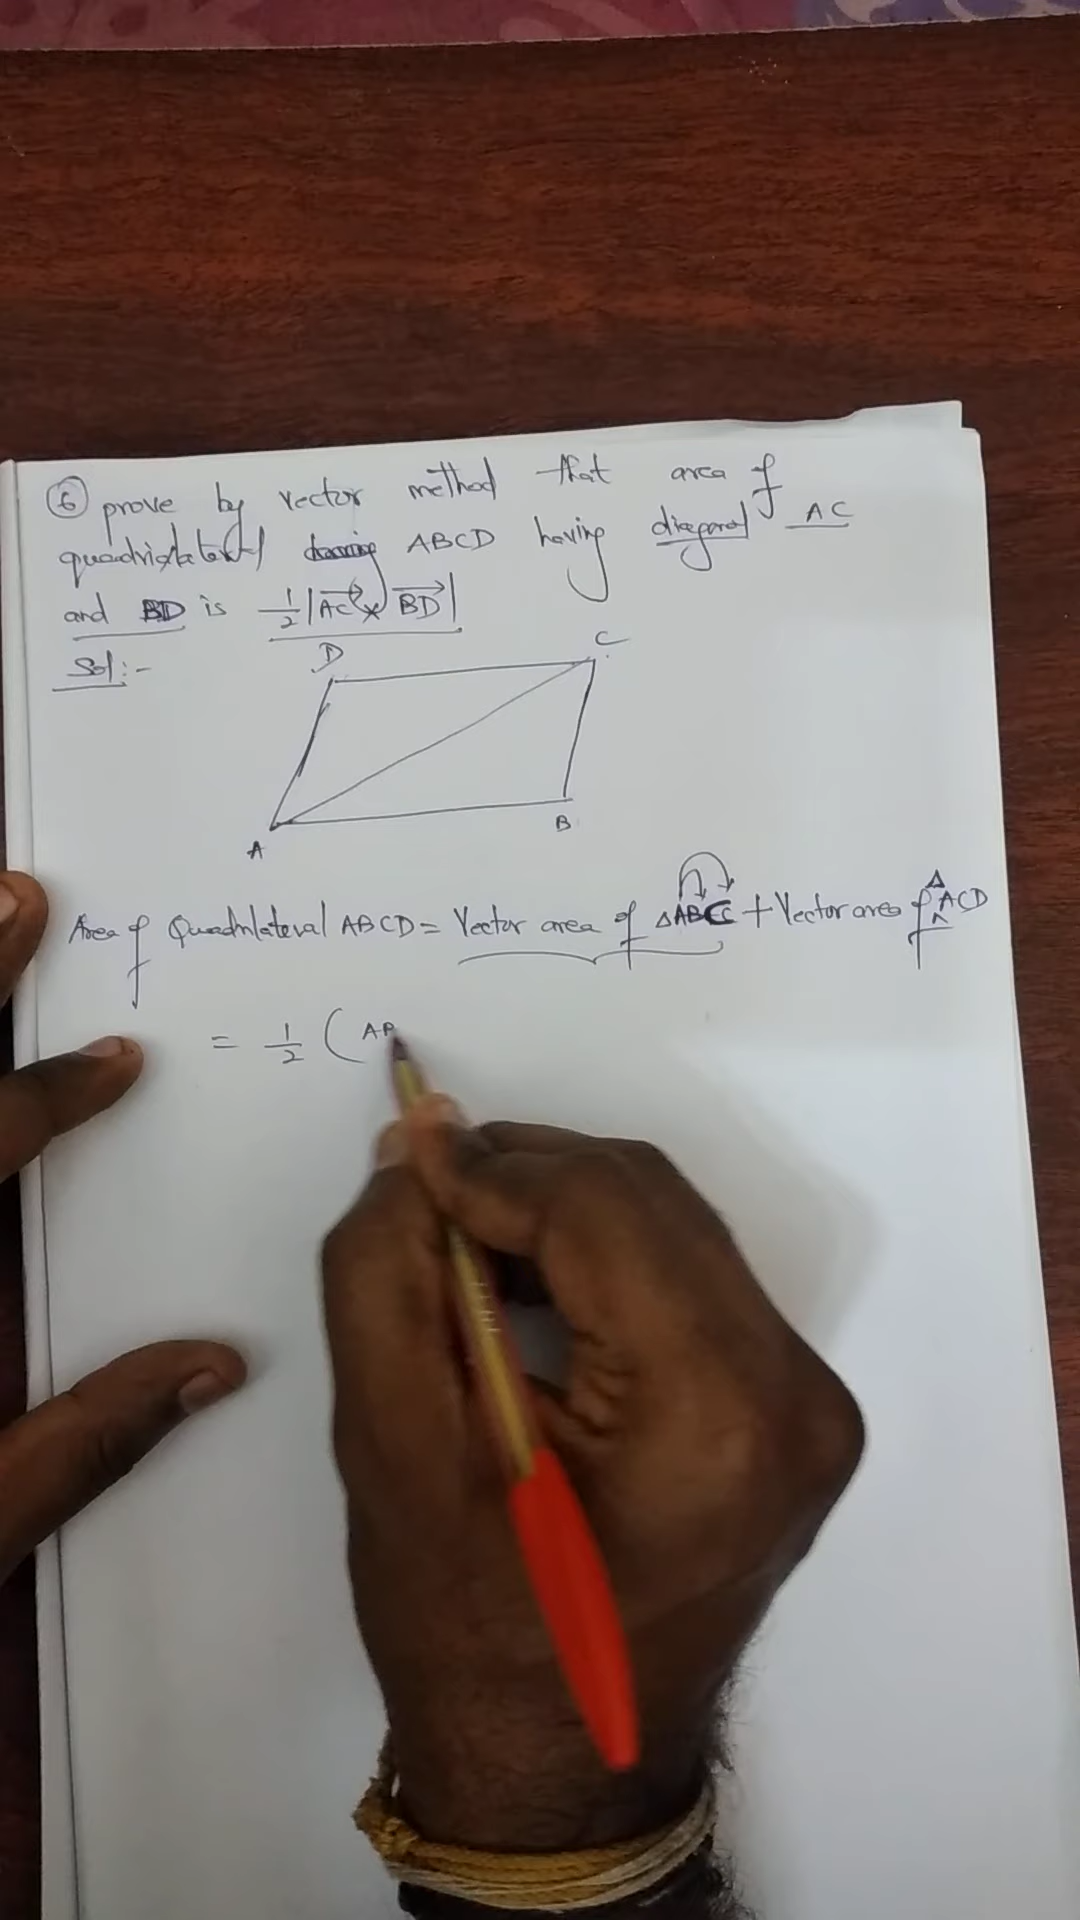 ⑥ prove by vector method that area of
quadrilateral ABCD having diagonal AC
and BD is 1/2 |AC × BD|
Sol:-
D C
A B
Area of Quadrilateral ABCD = Vector area of ΔABC + Vector area of ΔACD
= 1/2 ( AB